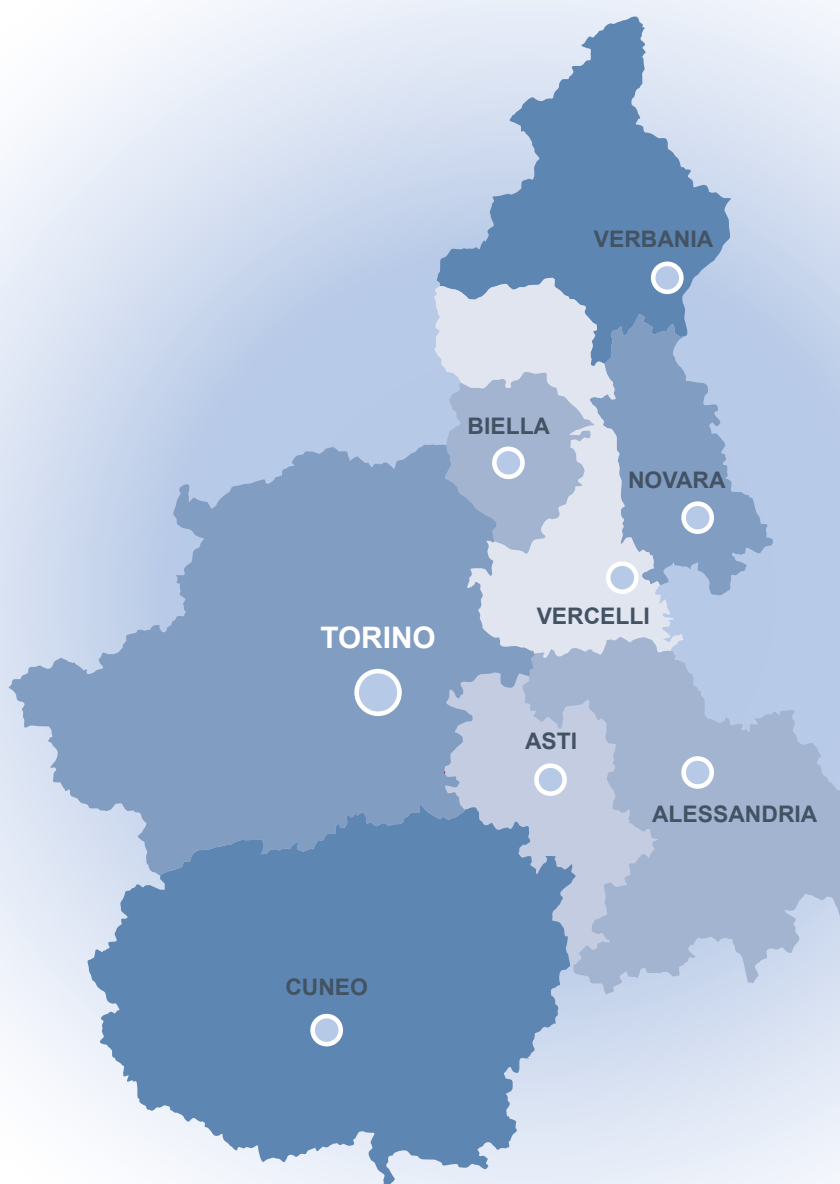 VERBANIA
BIELLA
NOVARA
VERCELLI
TORINO
ASTI
ALESSANDRIA
CUNEO